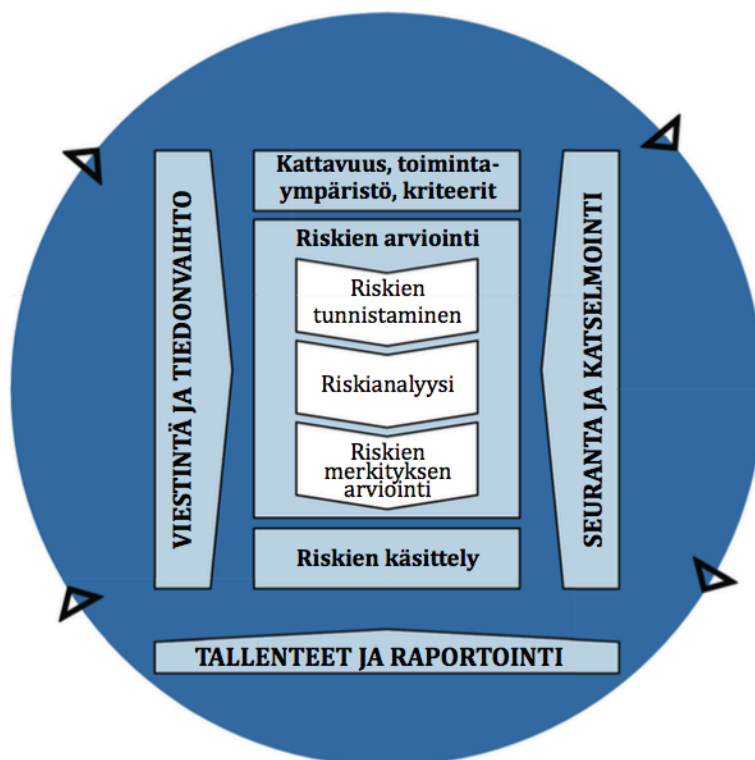 Kattavuus, toiminta-
ympäristö, kriteerit
Riskien arviointi
Riskien
tunnistaminen
Riskianalyysi
Riskien
merkityksen
arviointi
Riskien käsittely
VIESTINTÄ JA TIEDONVAIHTO
SEURANTA JA KATSELMOINTI
TALLENTEET JA RAPORTOINTI